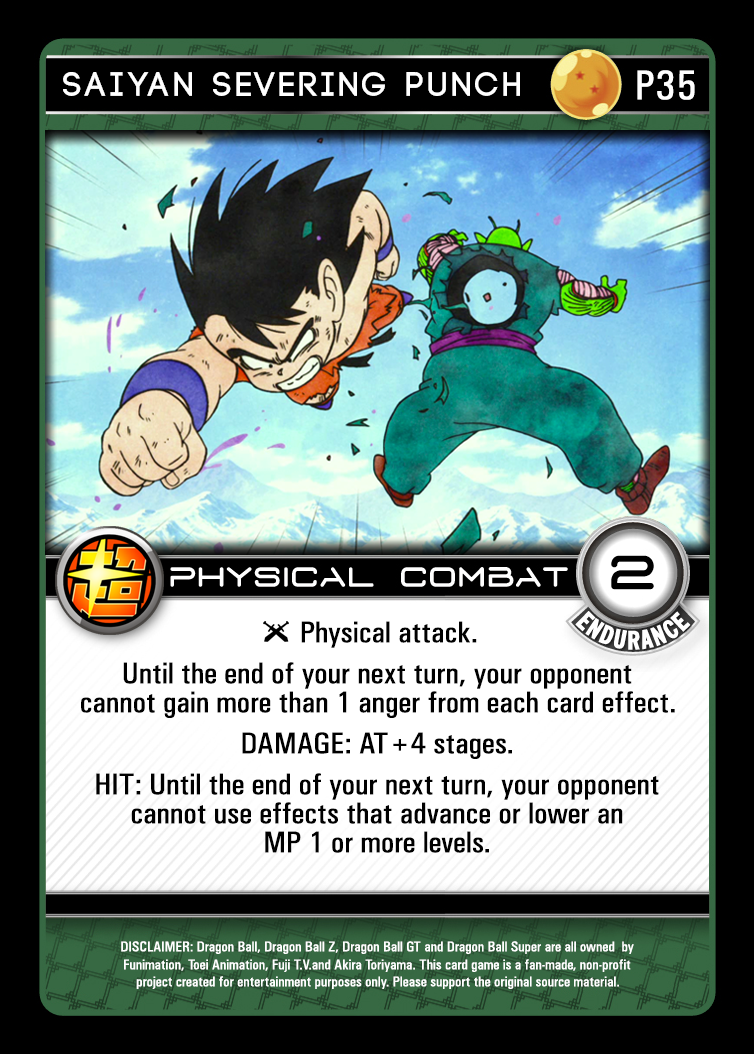 SAIYAN SEVERING PUNCH P35
PHYSICAL COMBAT 2
ENDURANCE
Physical attack.
Until the end of your next turn, your opponent
cannot gain more than 1 anger from each card effect.
DAMAGE: AT +4 stages.
HIT: Until the end of your next turn, your opponent
cannot use effects that advance or lower an
MP 1 or more levels.
DISCLAIMER: Dragon Ball, Dragon Ball Z, Dragon Ball GT and Dragon Ball Super are all owned by
Funimation, Toei Animation, Fuji T.V.and Akira Toriyama. This card game is a fan-made, non-profit
project created for entertainment purposes only. Please support the original source material.